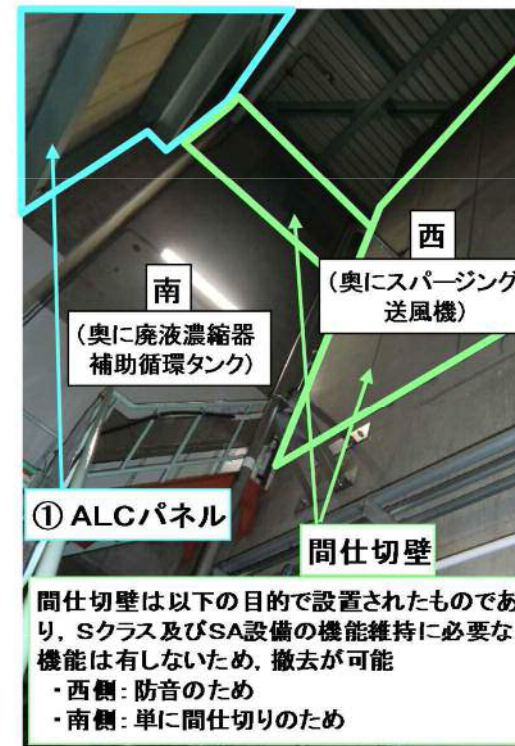 西
(奥にスパージング
送風機)
南
(奥に廃液濃縮器
補助循環タンク)
① ALCパネル
間仕切壁
間仕切壁は以下の目的で設置されたものであ
り，Sクラス及びSA設備の機能維持に必要な
機能は有しないため，撤去が可能
・西側：防音のため
・南側：単に間仕切りのため